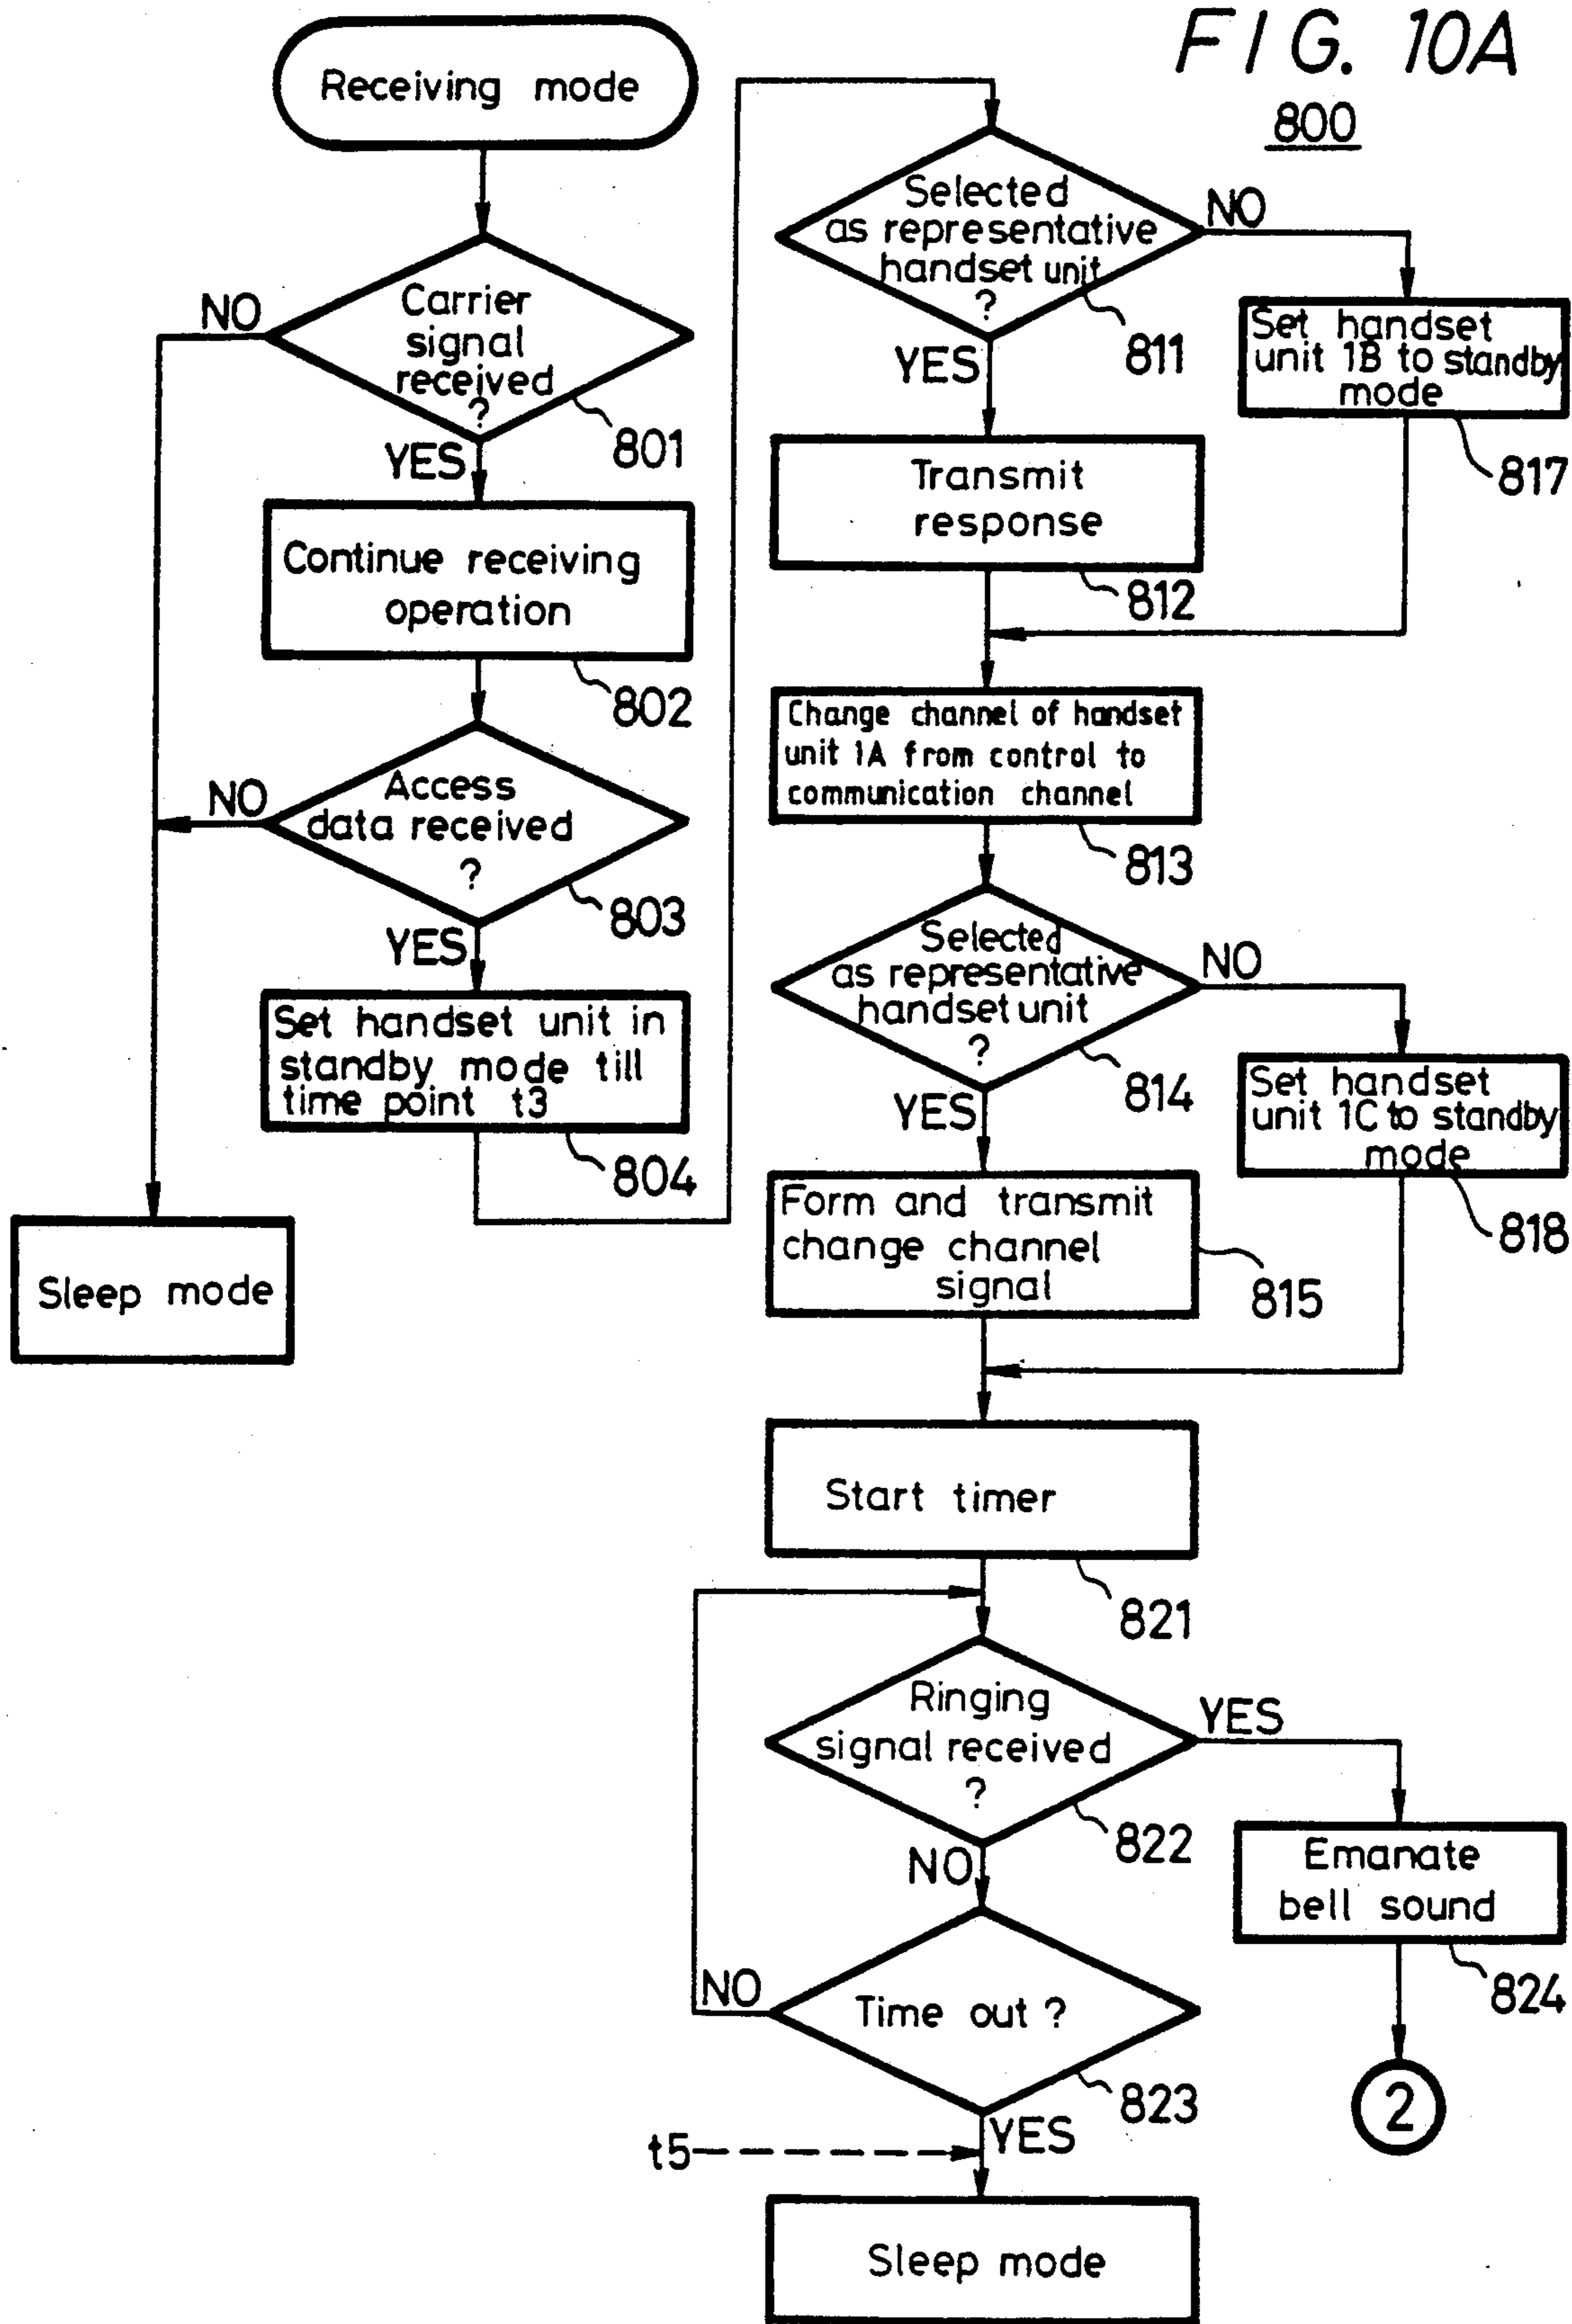 FIG. 10A
800
Receiving mode
Carrier
signal
received
?
NO
YES
801
Continue receiving
operation
802
Access
data received
?
NO
YES
803
Set handset unit in
standby mode till
time point t3
804
Sleep mode
Selected
as representative
handset unit
?
NO
YES
811
Set handset
unit 1B to standby
mode
817
Transmit
response
812
Change channel of handset
unit 1A from control to
communication channel
813
Selected
as representative
handset unit
?
NO
YES
814
Set handset
unit 1C to standby
mode
818
Form and transmit
change channel
signal
815
Start timer
821
Ringing
signal received
?
YES
NO
822
Emanate
bell sound
824
2
Time out ?
NO
823
YES
t5
Sleep mode